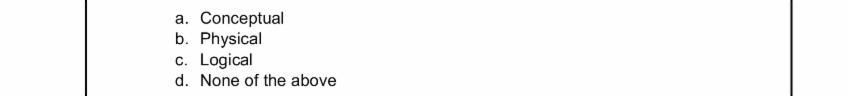 a. Conceptual
b. Physical
c. Logical
d. None of the above